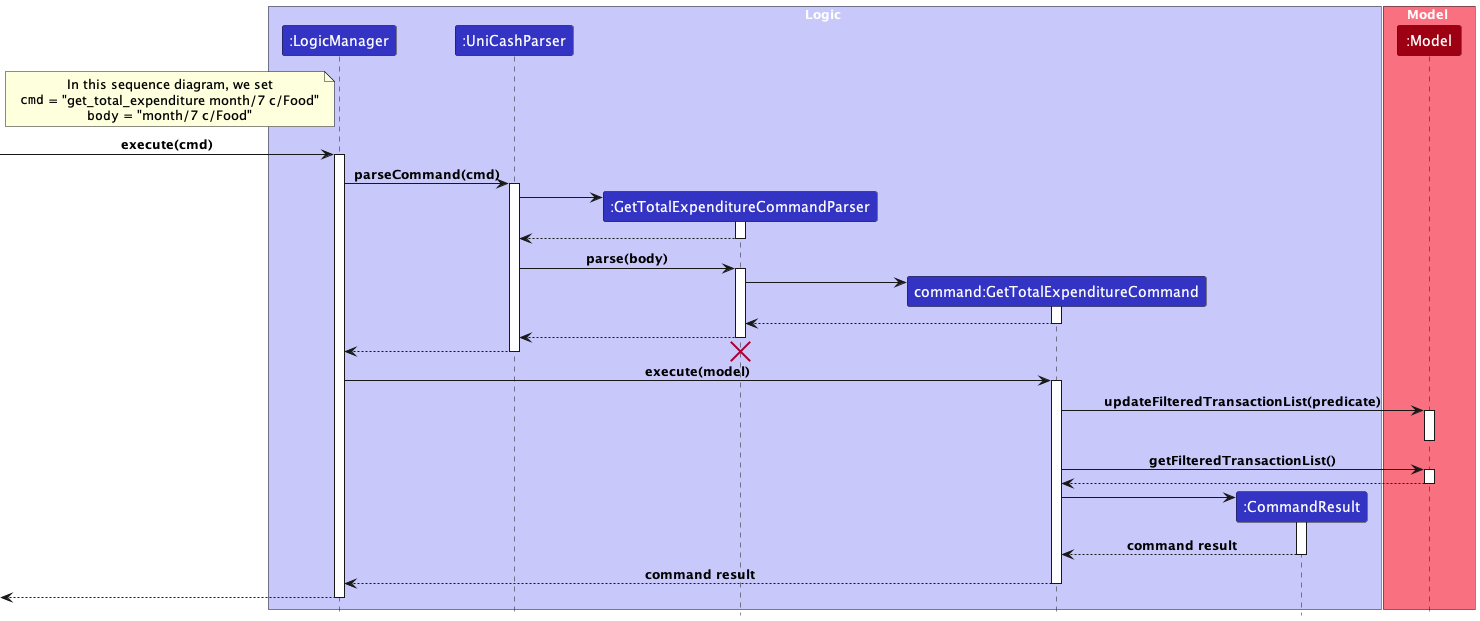 Logic
Model
:LogicManager
:UniCashParser
:Model
In this sequence diagram, we set
cmd = "get_total_expenditure month/7 c/Food"
body = "month/7 c/Food"
execute(cmd)
parseCommand(cmd)
:GetTotalExpenditureCommandParser
parse(body)
command:GetTotalExpenditureCommand
execute(model)
updateFilteredTransactionList(predicate)
getFilteredTransactionList()
:CommandResult
command result
command result